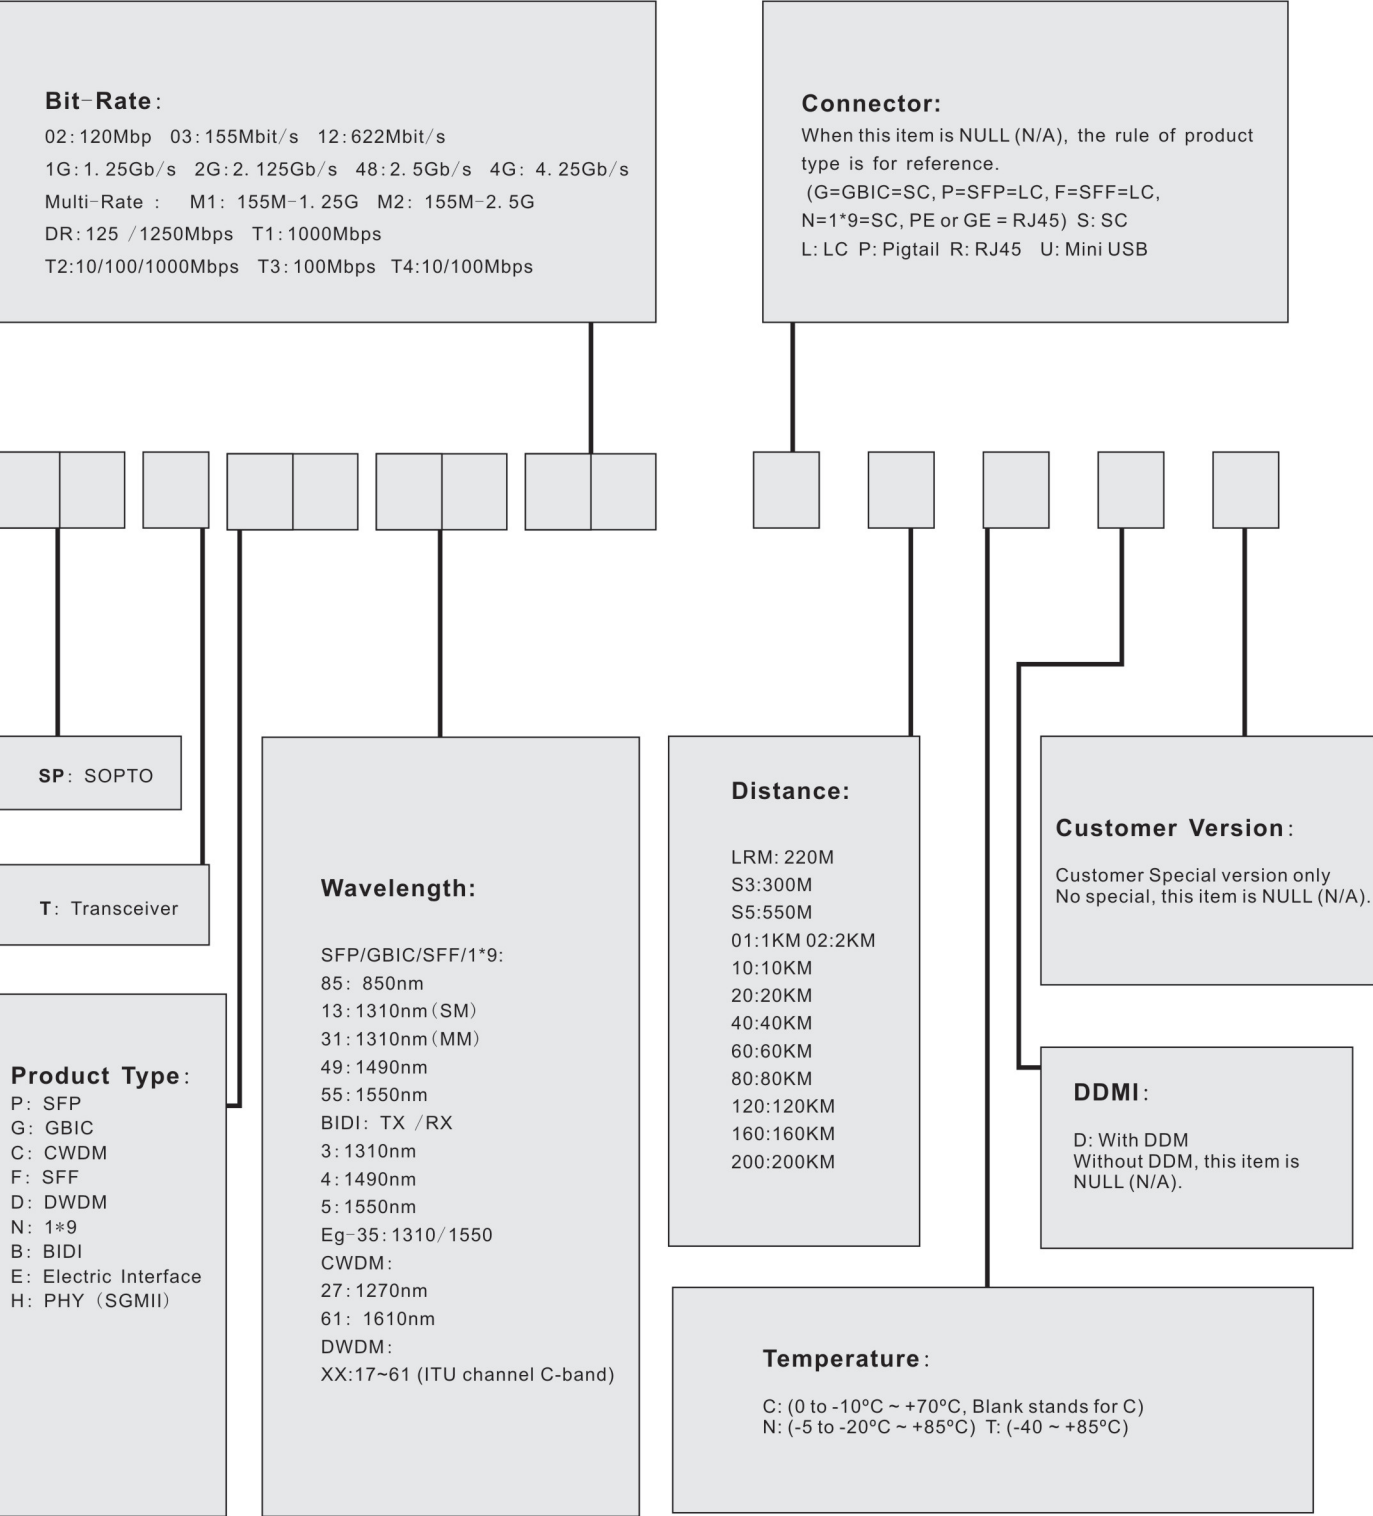 Bit-Rate:
02:120Mbp 03:155Mbit/s 12:622Mbit/s
1G:1.25Gb/s 2G:2.125Gb/s 48:2.5Gb/s 4G: 4.25Gb/s
Multi-Rate : M1: 155M-1.25G M2: 155M-2.5G
DR:125 /1250Mbps T1:1000Mbps
T2:10/100/1000Mbps T3:100Mbps T4:10/100Mbps
Connector:
When this item is NULL (N/A), the rule of product
type is for reference.
(G=GBIC=SC, P=SFP=LC, F=SFF=LC,
N=1*9=SC, PE or GE = RJ45) S: SC
L: LC P: Pigtail R: RJ45 U: Mini USB
SP: SOPTO
T: Transceiver
Product Type:
P: SFP
G: GBIC
C: CWDM
F: SFF
D: DWDM
N: 1*9
B: BIDI
E: Electric Interface
H: PHY (SGMII)
Wavelength:
SFP/GBIC/SFF/1*9:
85: 850nm
13:1310nm(SM)
31:1310nm(MM)
49:1490nm
55:1550nm
BIDI: TX /RX
3:1310nm
4:1490nm
5:1550nm
Eg-35:1310/1550
CWDM:
27:1270nm
61: 1610nm
DWDM:
XX:17~61 (ITU channel C-band)
Distance:
LRM: 220M
S3:300M
S5:550M
01:1KM 02:2KM
10:10KM
20:20KM
40:40KM
60:60KM
80:80KM
120:120KM
160:160KM
200:200KM
Customer Version:
Customer Special version only
No special, this item is NULL (N/A).
DDMI:
D: With DDM
Without DDM, this item is
NULL (N/A).
Temperature:
C: (0 to -10ºC ~ +70ºC, Blank stands for C)
N: (-5 to -20ºC ~ +85ºC) T: (-40 ~ +85ºC)